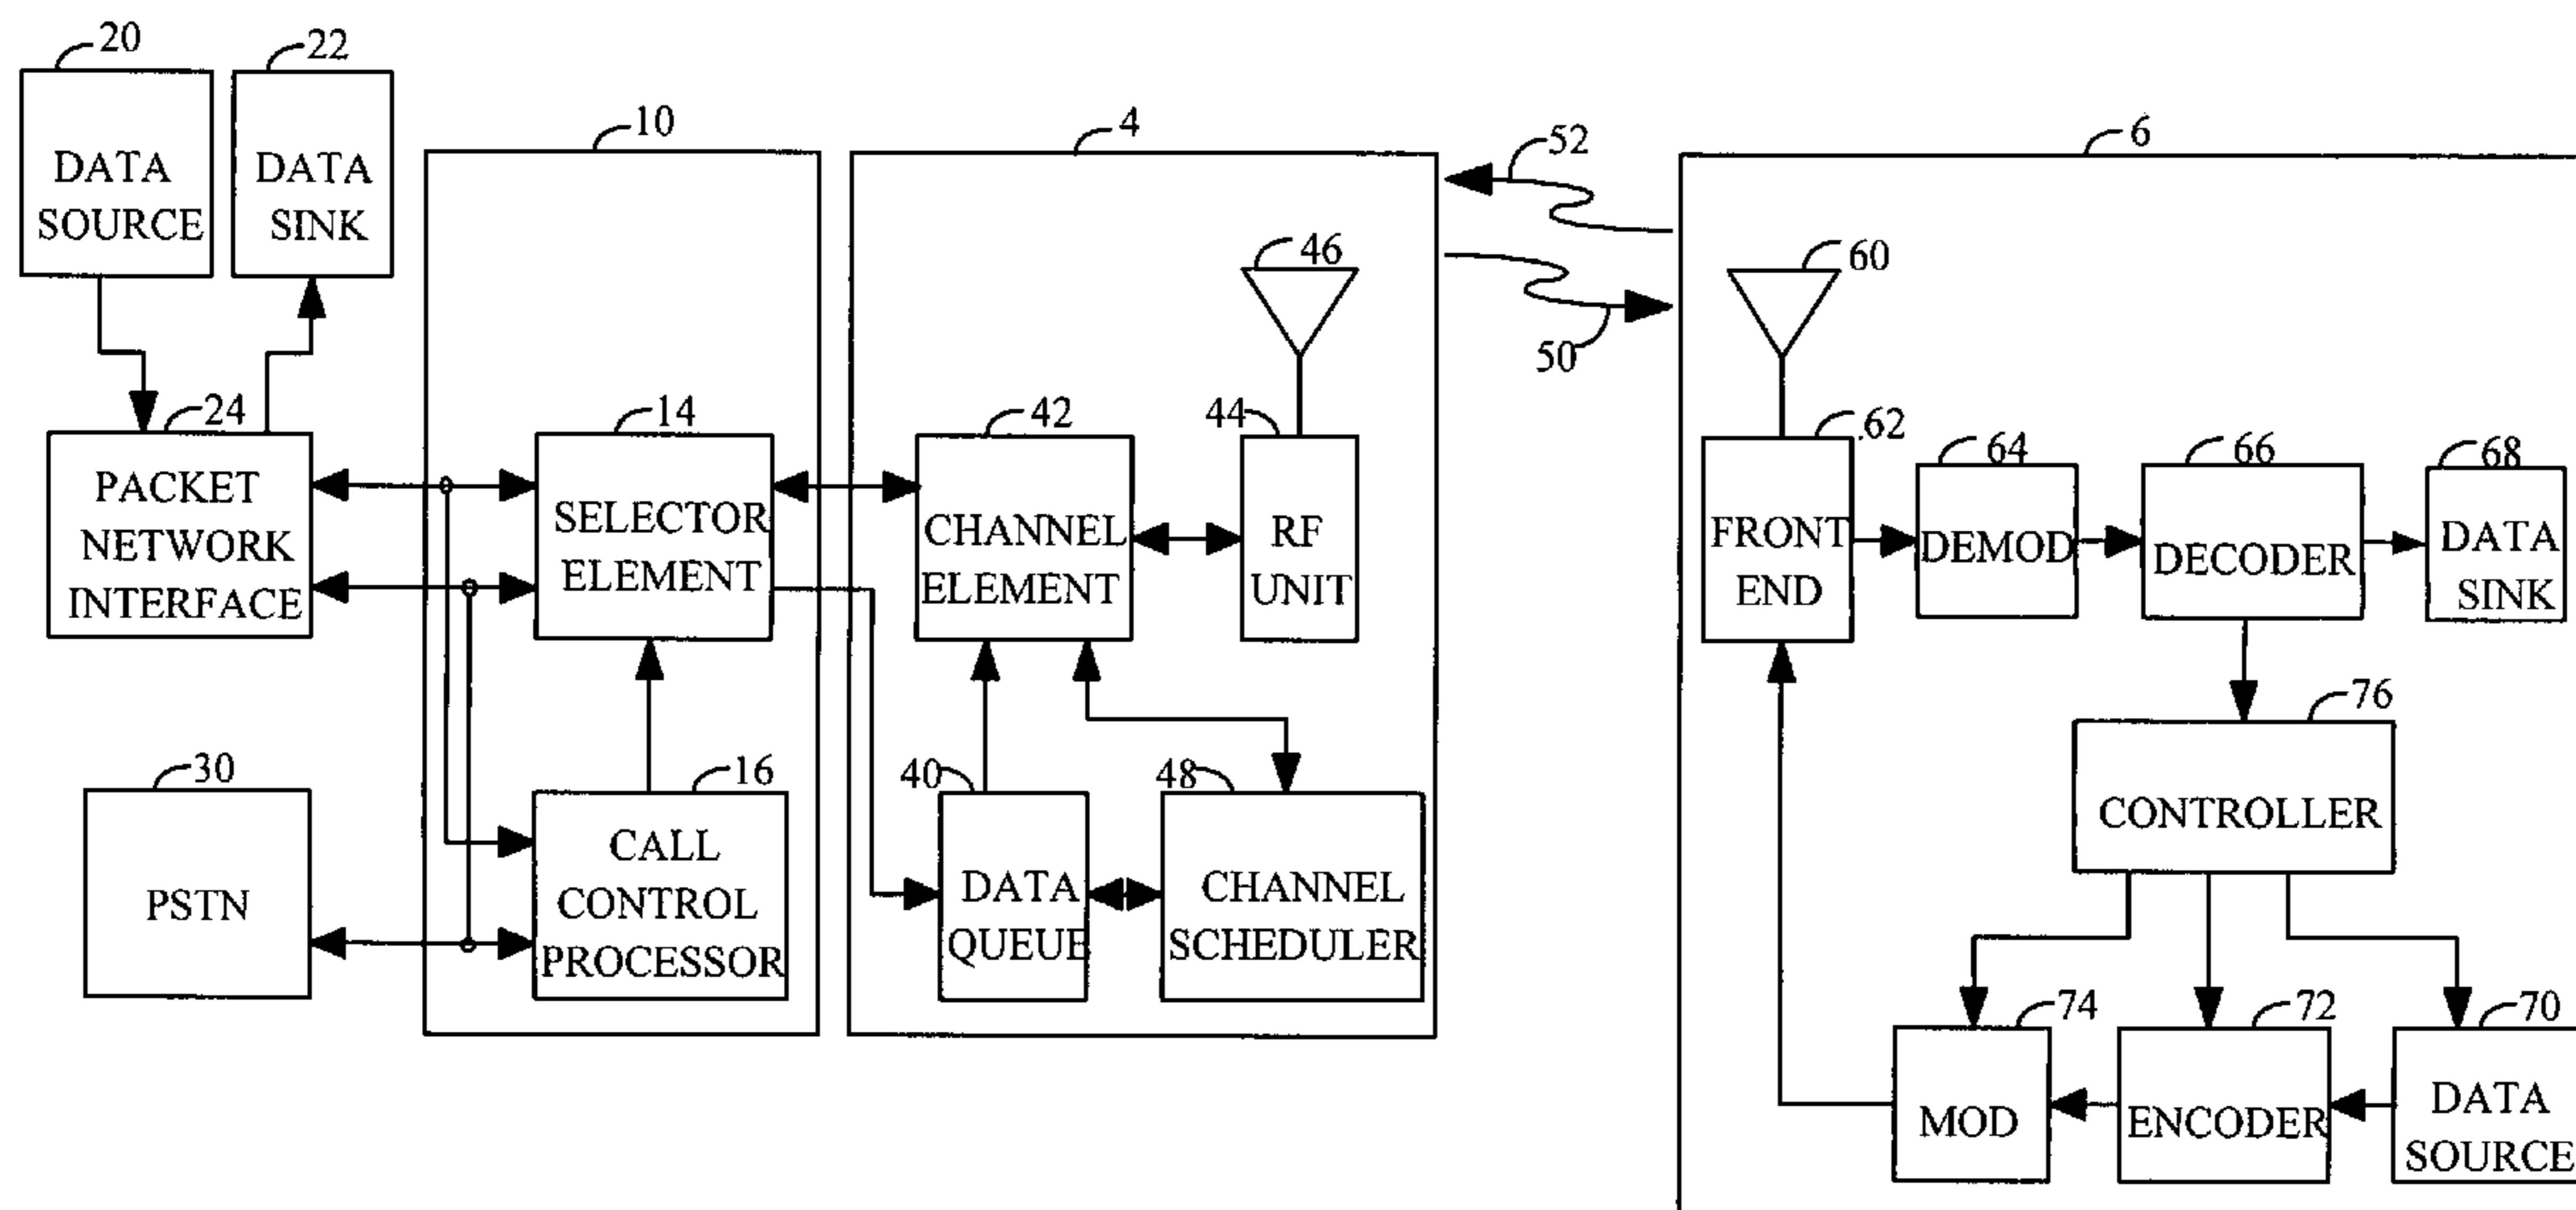 20
DATA
SOURCE
22
DATA
SINK
24
PACKET
NETWORK
INTERFACE
30
PSTN
10
14
SELECTOR
ELEMENT
16
CALL
CONTROL
PROCESSOR
4
46
42
CHANNEL
ELEMENT
44
RF
UNIT
40
DATA
QUEUE
48
CHANNEL
SCHEDULER
52
50
6
60
62
FRONT
END
64
DEMOD
66
DECODER
68
DATA
SINK
76
CONTROLLER
74
MOD
72
ENCODER
70
DATA
SOURCE